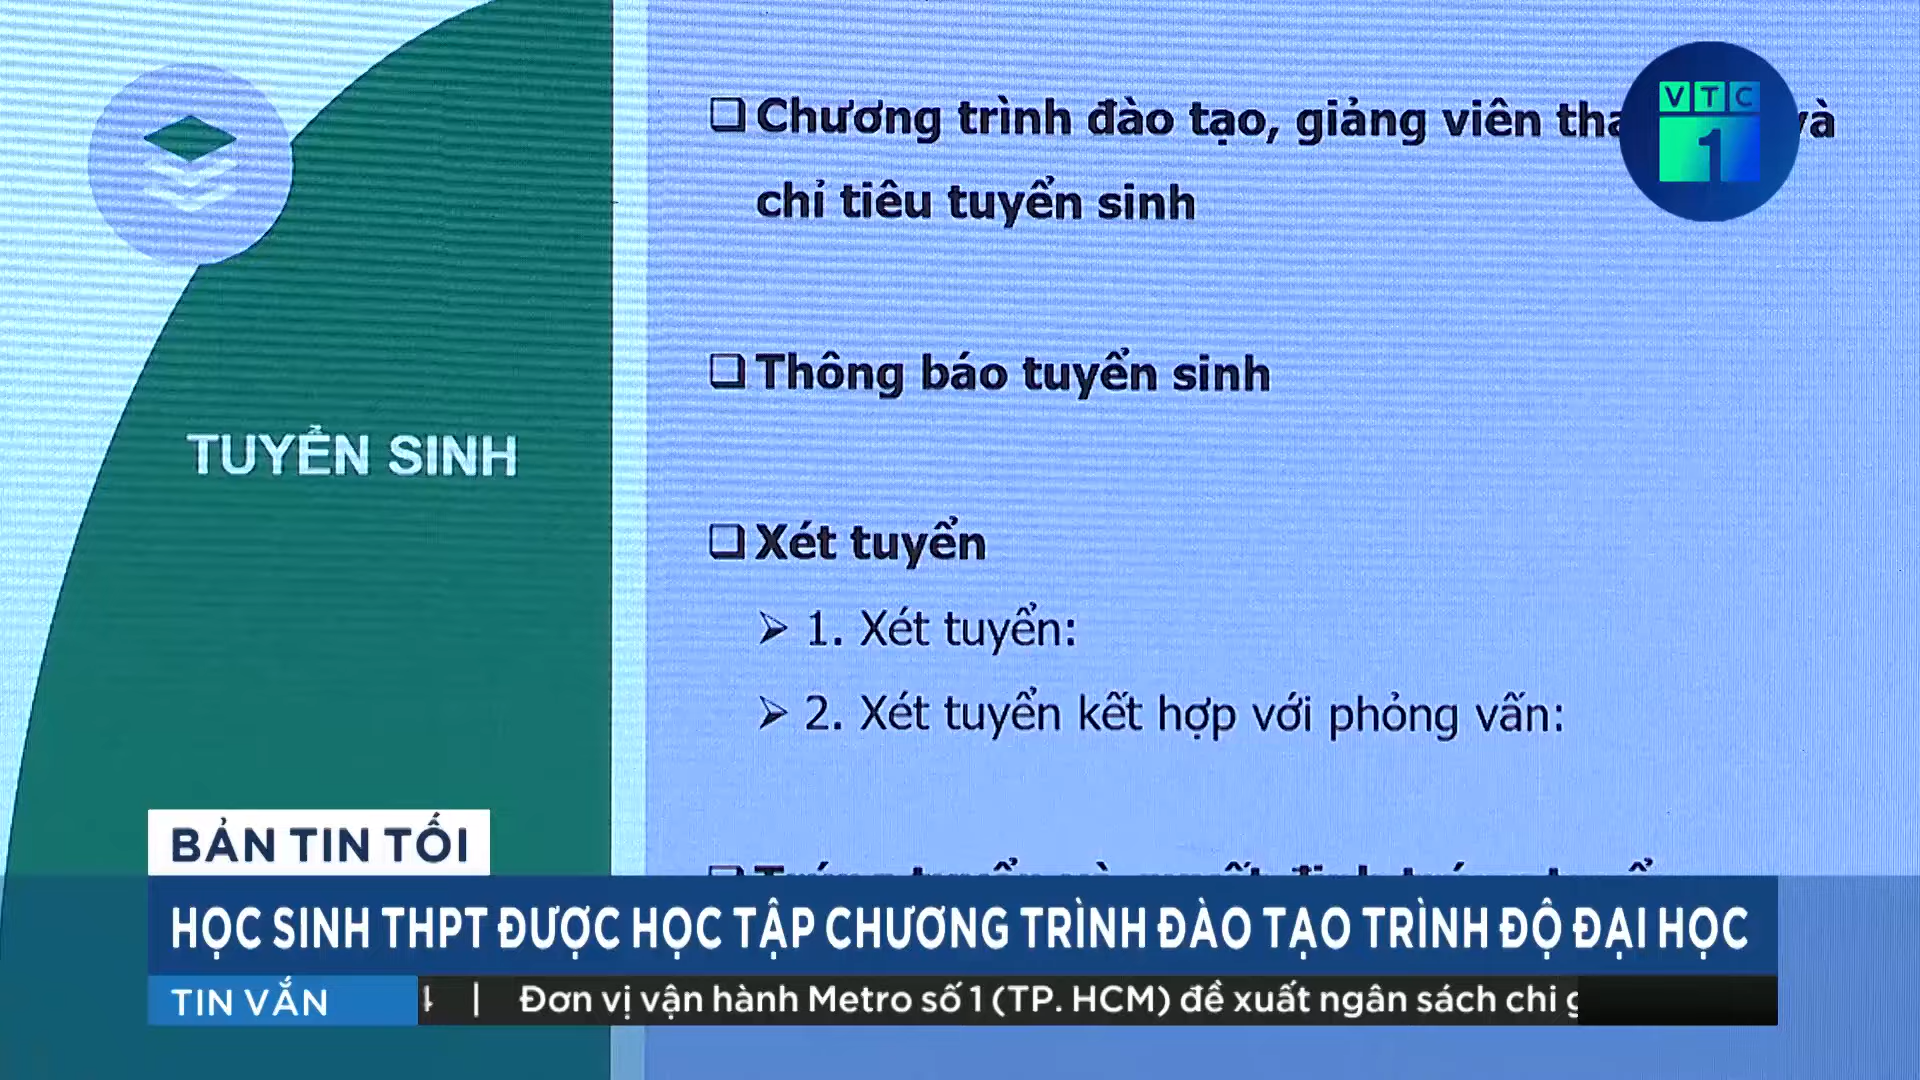 VTC
1
Chương trình đào tạo, giảng viên và
chỉ tiêu tuyển sinh
Thông báo tuyển sinh
TUYỂN SINH
Xét tuyển
1. Xét tuyển:
2. Xét tuyển kết hợp với phỏng vấn:
BẢN TIN TỐI
HỌC SINH THPT ĐƯỢC HỌC TẬP CHƯƠNG TRÌNH ĐÀO TẠO TRÌNH ĐỘ ĐẠI HỌC
TIN VẮN
| Đơn vị vận hành Metro số 1 (TP. HCM) đề xuất ngân sách chi